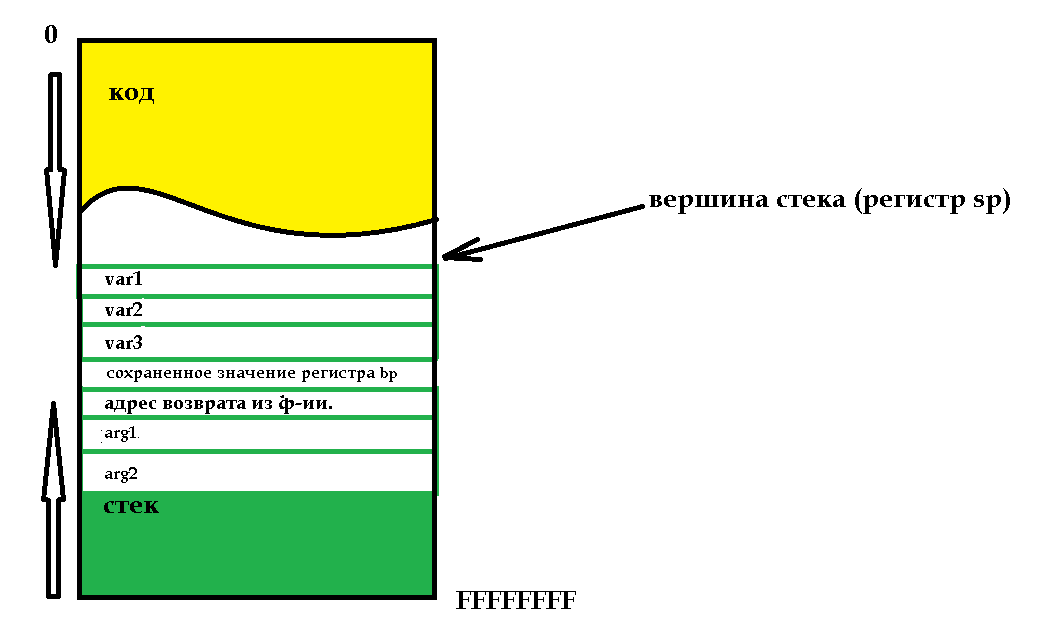 0
код
вершина стека (регистр sp)
var1
var2
var3
сохраненное значение регистра bp
адрес возврата из ф-ии.
arg1.
arg2
стек
FFFFFFFF